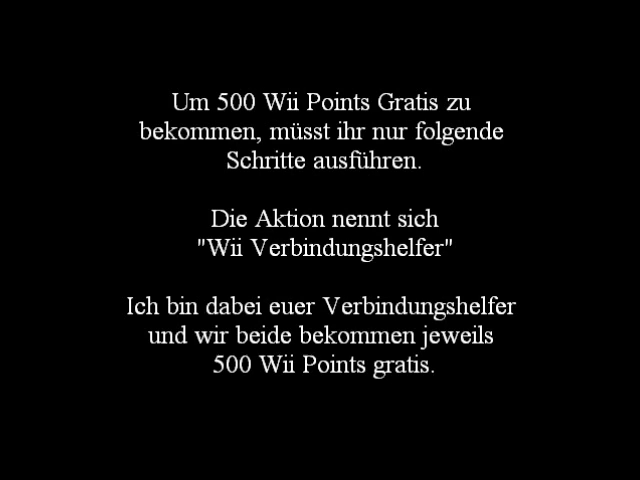 Um 500 Wii Points Gratis zu
bekommen, müsst ihr nur folgende
Schritte ausführen.
Die Aktion nennt sich
"Wii Verbindungshelfer"
Ich bin dabei euer Verbindungshelfer
und wir beide bekommen jeweils
500 Wii Points gratis.